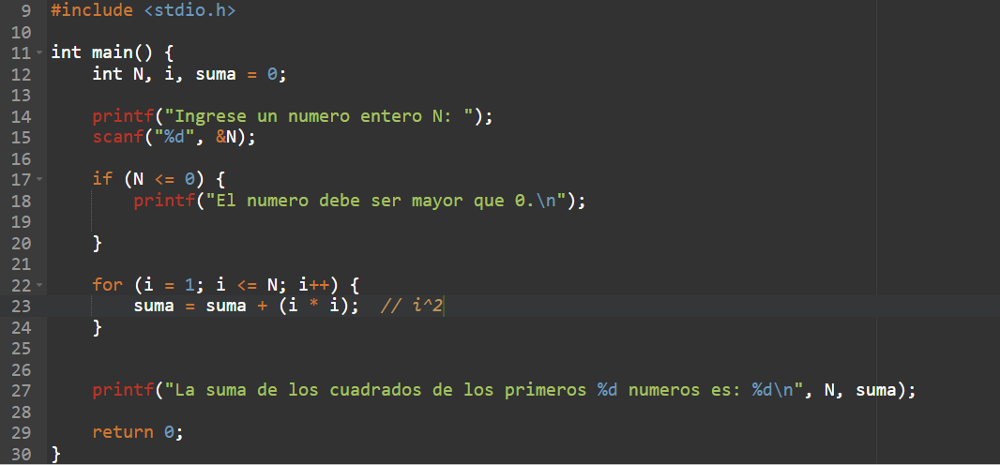 9 #include <stdio.h>
10
11 int main() {
12 int N, i, suma = 0;
13
14 printf("Ingrese un numero entero N: ");
15 scanf("%d", &N);
16
17 if (N <= 0) {
18 printf("El numero debe ser mayor que 0.\n");
19
20 }
21
22 for (i = 1; i <= N; i++) {
23 suma = suma + (i * i); // i^2
24 }
25
26
27 printf("La suma de los cuadrados de los primeros %d numeros es: %d\n", N, suma);
28
29 return 0;
30 }